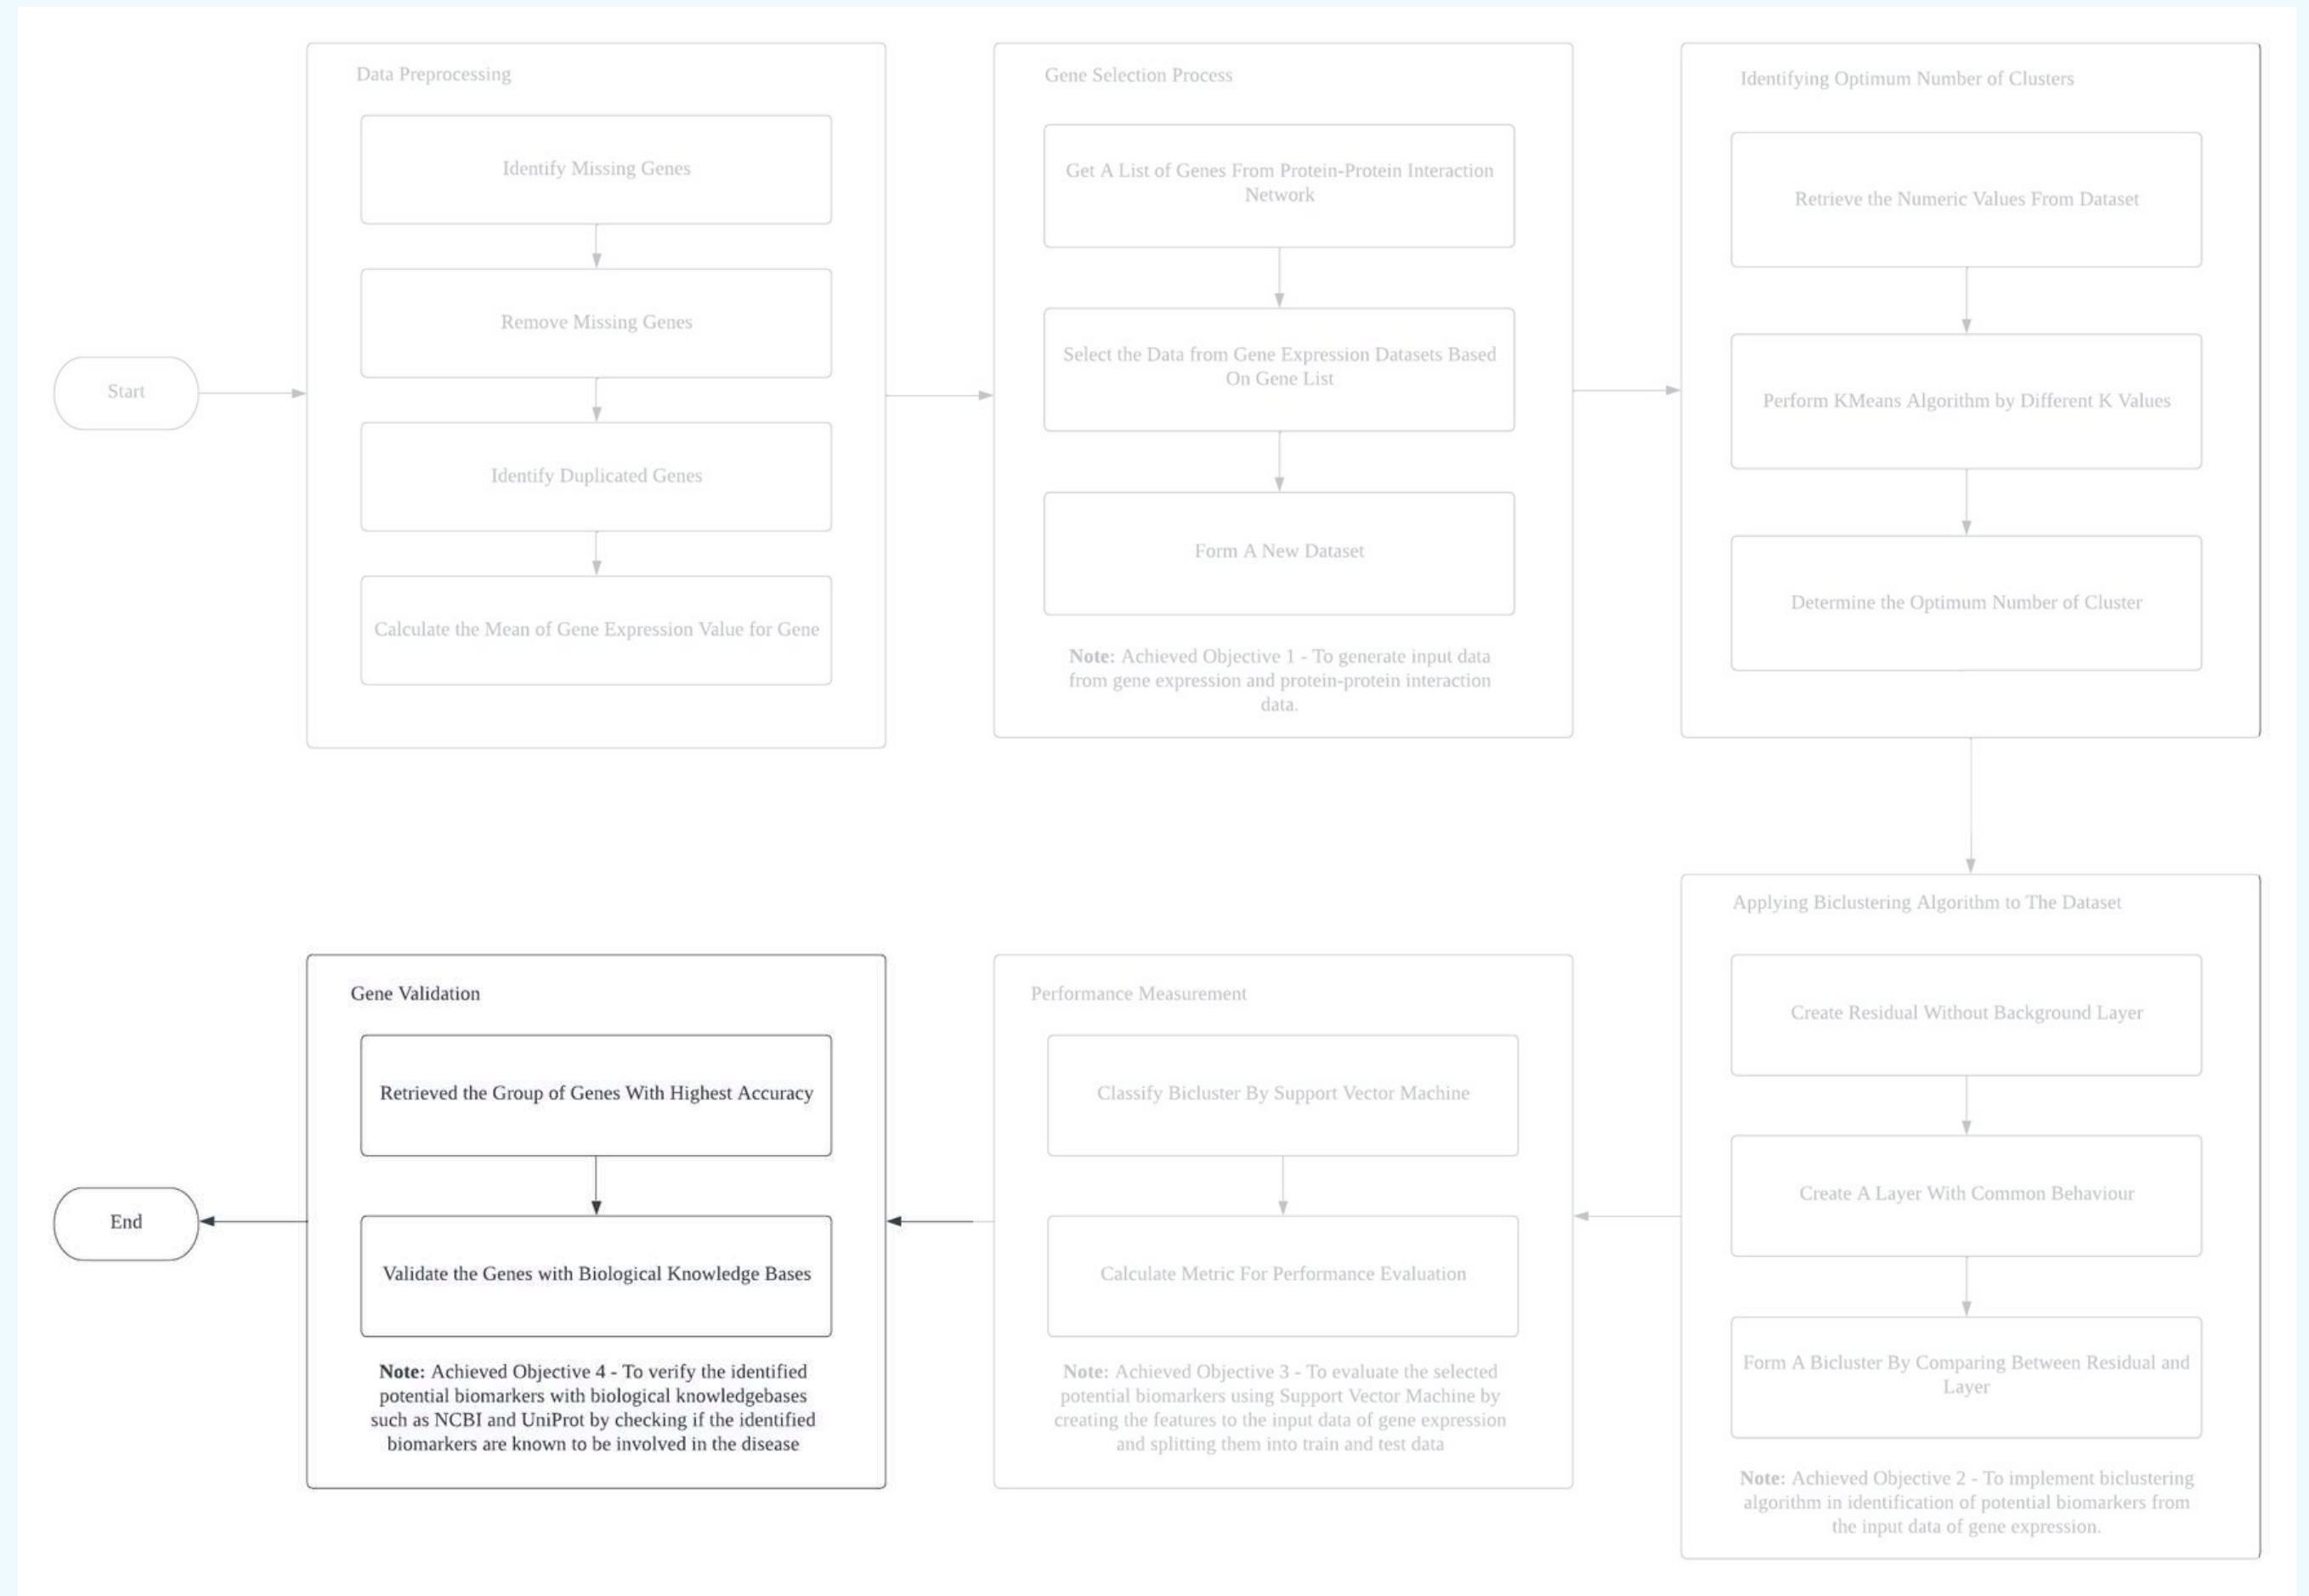 Data Preprocessing
Identify Missing Genes
Remove Missing Genes
Identify Duplicated Genes
Calculate the Mean of Gene Expression Value for Gene
Start
Gene Selection Process
Get A List of Genes From Protein-Protein Interaction
Network
Select the Data from Gene Expression Datasets Based
On Gene List
Form A New Dataset
Note: Achieved Objective 1 - To generate input data
from gene expression and protein-protein interaction
data.
Identifying Optimum Number of Clusters
Retrieve the Numeric Values From Dataset
Perform KMeans Algorithm by Different K Values
Determine the Optimum Number of Cluster
Applying Biclustering Algorithm to The Dataset
Create Residual Without Background Layer
Create A Layer With Common Behaviour
Form A Bicluster By Comparing Between Residual and
Layer
Note: Achieved Objective 2 - To implement biclustering
algorithm in identification of potential biomarkers from
the input data of gene expression.
Performance Measurement
Classify Bicluster By Support Vector Machine
Calculate Metric For Performance Evaluation
Note: Achieved Objective 3 - To evaluate the selected
potential biomarkers using Support Vector Machine by
creating the features to the input data of gene expression
and splitting them into train and test data
Gene Validation
Retrieved the Group of Genes With Highest Accuracy
Validate the Genes with Biological Knowledge Bases
Note: Achieved Objective 4 - To verify the identified
potential biomarkers with biological knowledgebases
such as NCBI and UniProt by checking if the identified
biomarkers are known to be involved in the disease
End